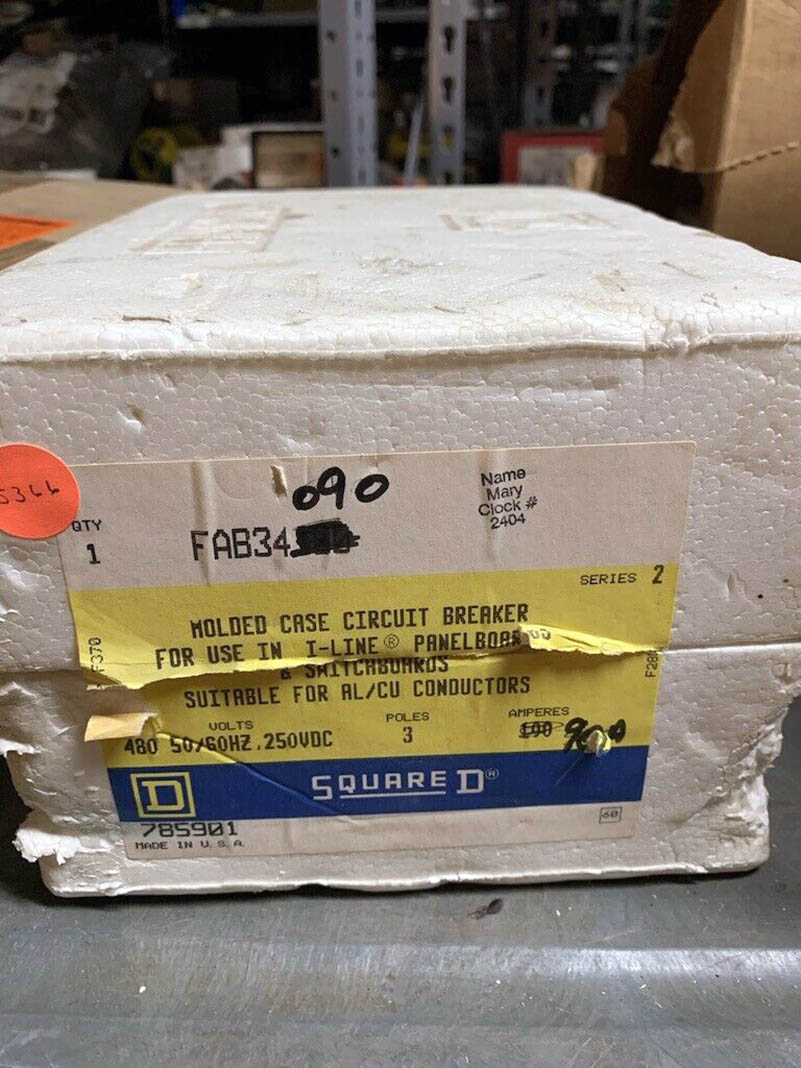 5366
090
Name
Mary
Clock #
2404
QTY
1
FAB34
SERIES 2
MOLDED CASE CIRCUIT BREAKER
FOR USE IN I-LINE® PANELBOARDS
& SWITCHBOARDS
SUITABLE FOR AL/CU CONDUCTORS
VOLTS
480 50/60HZ.250VDC
POLES
3
AMPERES
100
F370
D
SQUARE D
785901
MADE IN U.S.A.
60